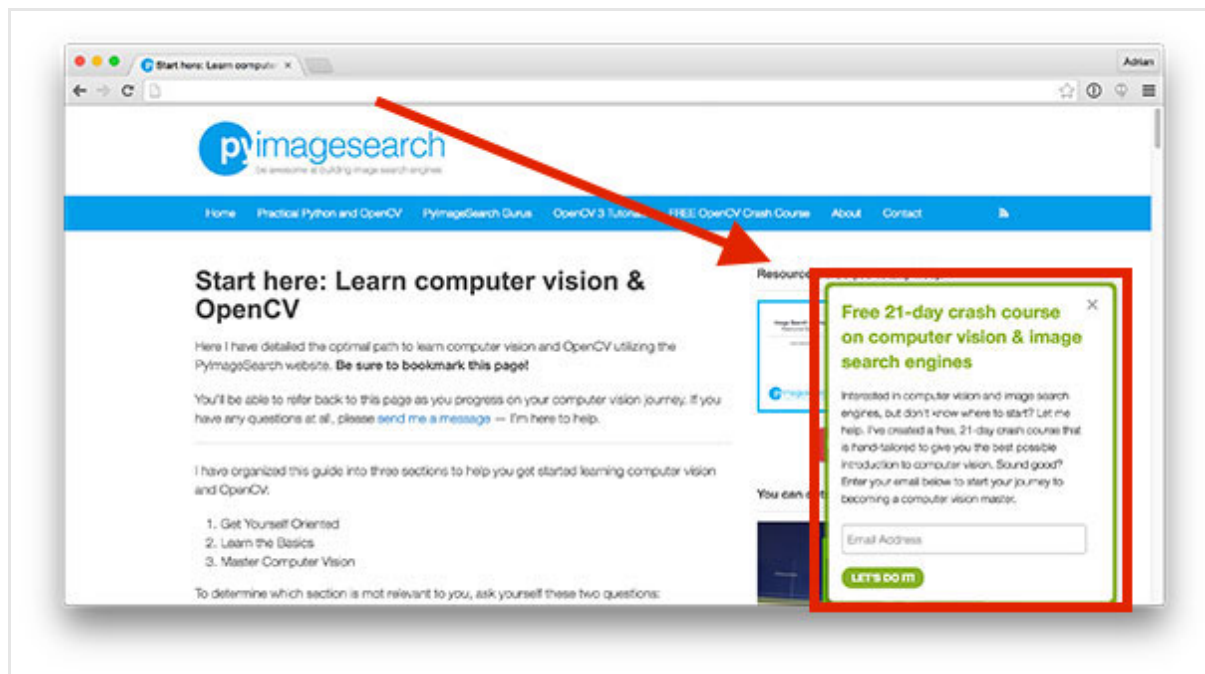 Start here: Learn computer
Adrian
pyimagesearch
be awesome at building image search engines
Home Practical Python and OpenCV PyImageSearch Gurus OpenCV 3 Tutorials FREE OpenCV Crash Course About Contact
Start here: Learn computer vision &
OpenCV
Here I have detailed the optimal path to learn computer vision and OpenCV utilizing the
PyImageSearch website. Be sure to bookmark this page!
You'll be able to refer back to this page as you progress on your computer vision journey. If you
have any questions at all, please send me a message — I'm here to help.
I have organized this guide into three sections to help you get started learning computer vision
and OpenCV:
1. Get Yourself Oriented
2. Learn the Basics
3. Master Computer Vision
To determine which section is mot relevant to you, ask yourself these two questions:
Resource
You can
Free 21-day crash course
on computer vision & image
search engines
Interested in computer vision and image search
engines, but don't know where to start? Let me
help. I've created a free, 21-day crash course that
is hand-tailored to give you the best possible
introduction to computer vision. Sound good?
Enter your email below to start your journey to
becoming a computer vision master.
Email Address
LET'S DO IT!